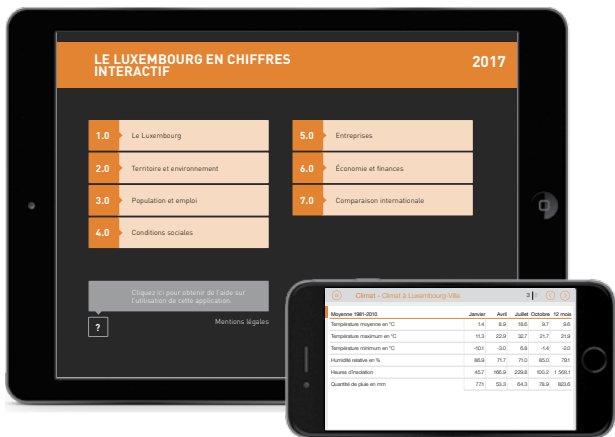 LE LUXEMBOURG EN CHIFFRES
INTERACTIF
2017
1.0 Le Luxembourg
2.0 Territoire et environnement
3.0 Population et emploi
4.0 Conditions sociales
5.0 Entreprises
6.0 Économie et finances
7.0 Comparaison internationale
Cliquez ici pour obtenir de l'aide sur
l'utilisation de cette application.
?
Mentions légales
Climat – Climat à Luxembourg-Ville 3
Moyenne 1981-2010 Janvier Avril Juillet Octobre 12 mois
Température moyenne en °C 1.4 8.9 18.6 9.7 9.6
Température maximum en °C 11.3 22.9 32.7 21.7 21.9
Température minimum en °C -10.1 -3.0 6.8 -1.4 -2.0
Humidité relative en % 86.9 71.7 71.0 85.0 79.1
Heures d'insolation 45.7 166.9 229.8 100.2 1 569.1
Quantité de pluie en mm 77.1 53.3 64.3 78.9 823.6